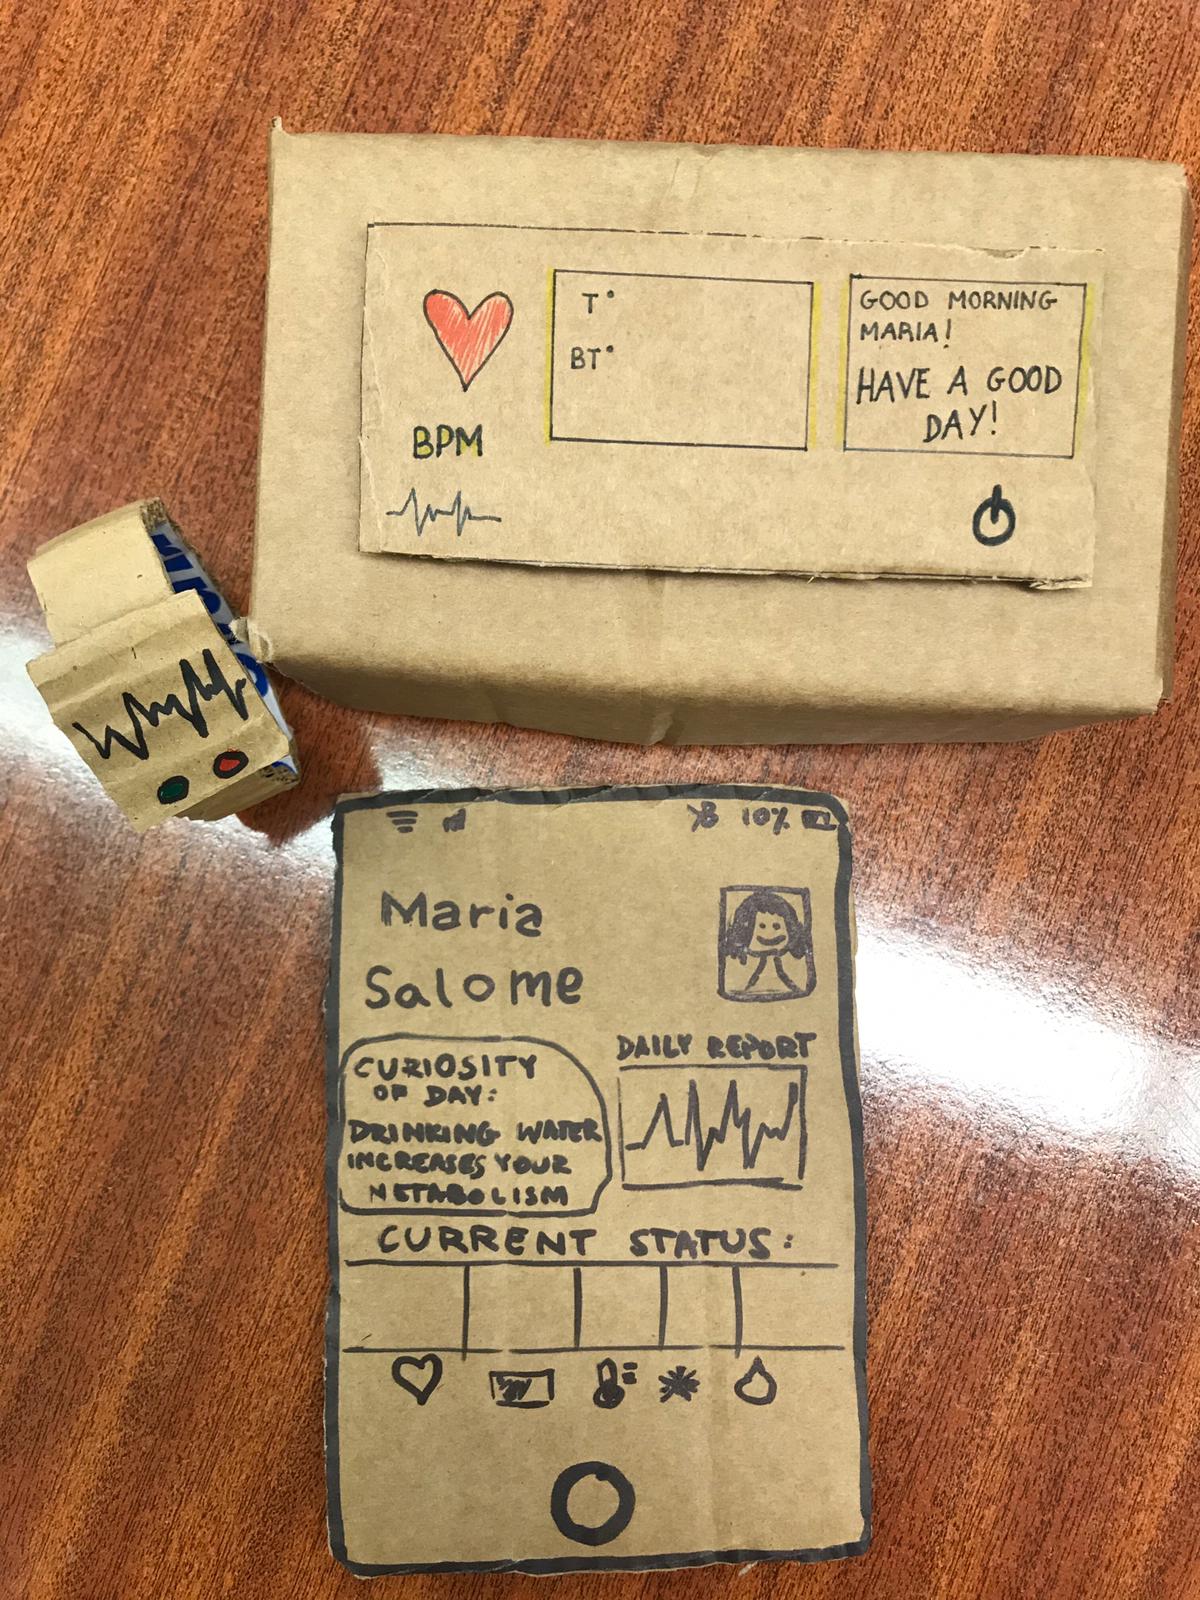 T°
BT°
GOOD MORNING
MARIA!
HAVE A GOOD
DAY!
BPM
10%
Maria
Salome
CURIOSITY
OF DAY:
DRINKING WATER
INCREASES YOUR
METABOLISM
DAILY REPORT
CURRENT STATUS: